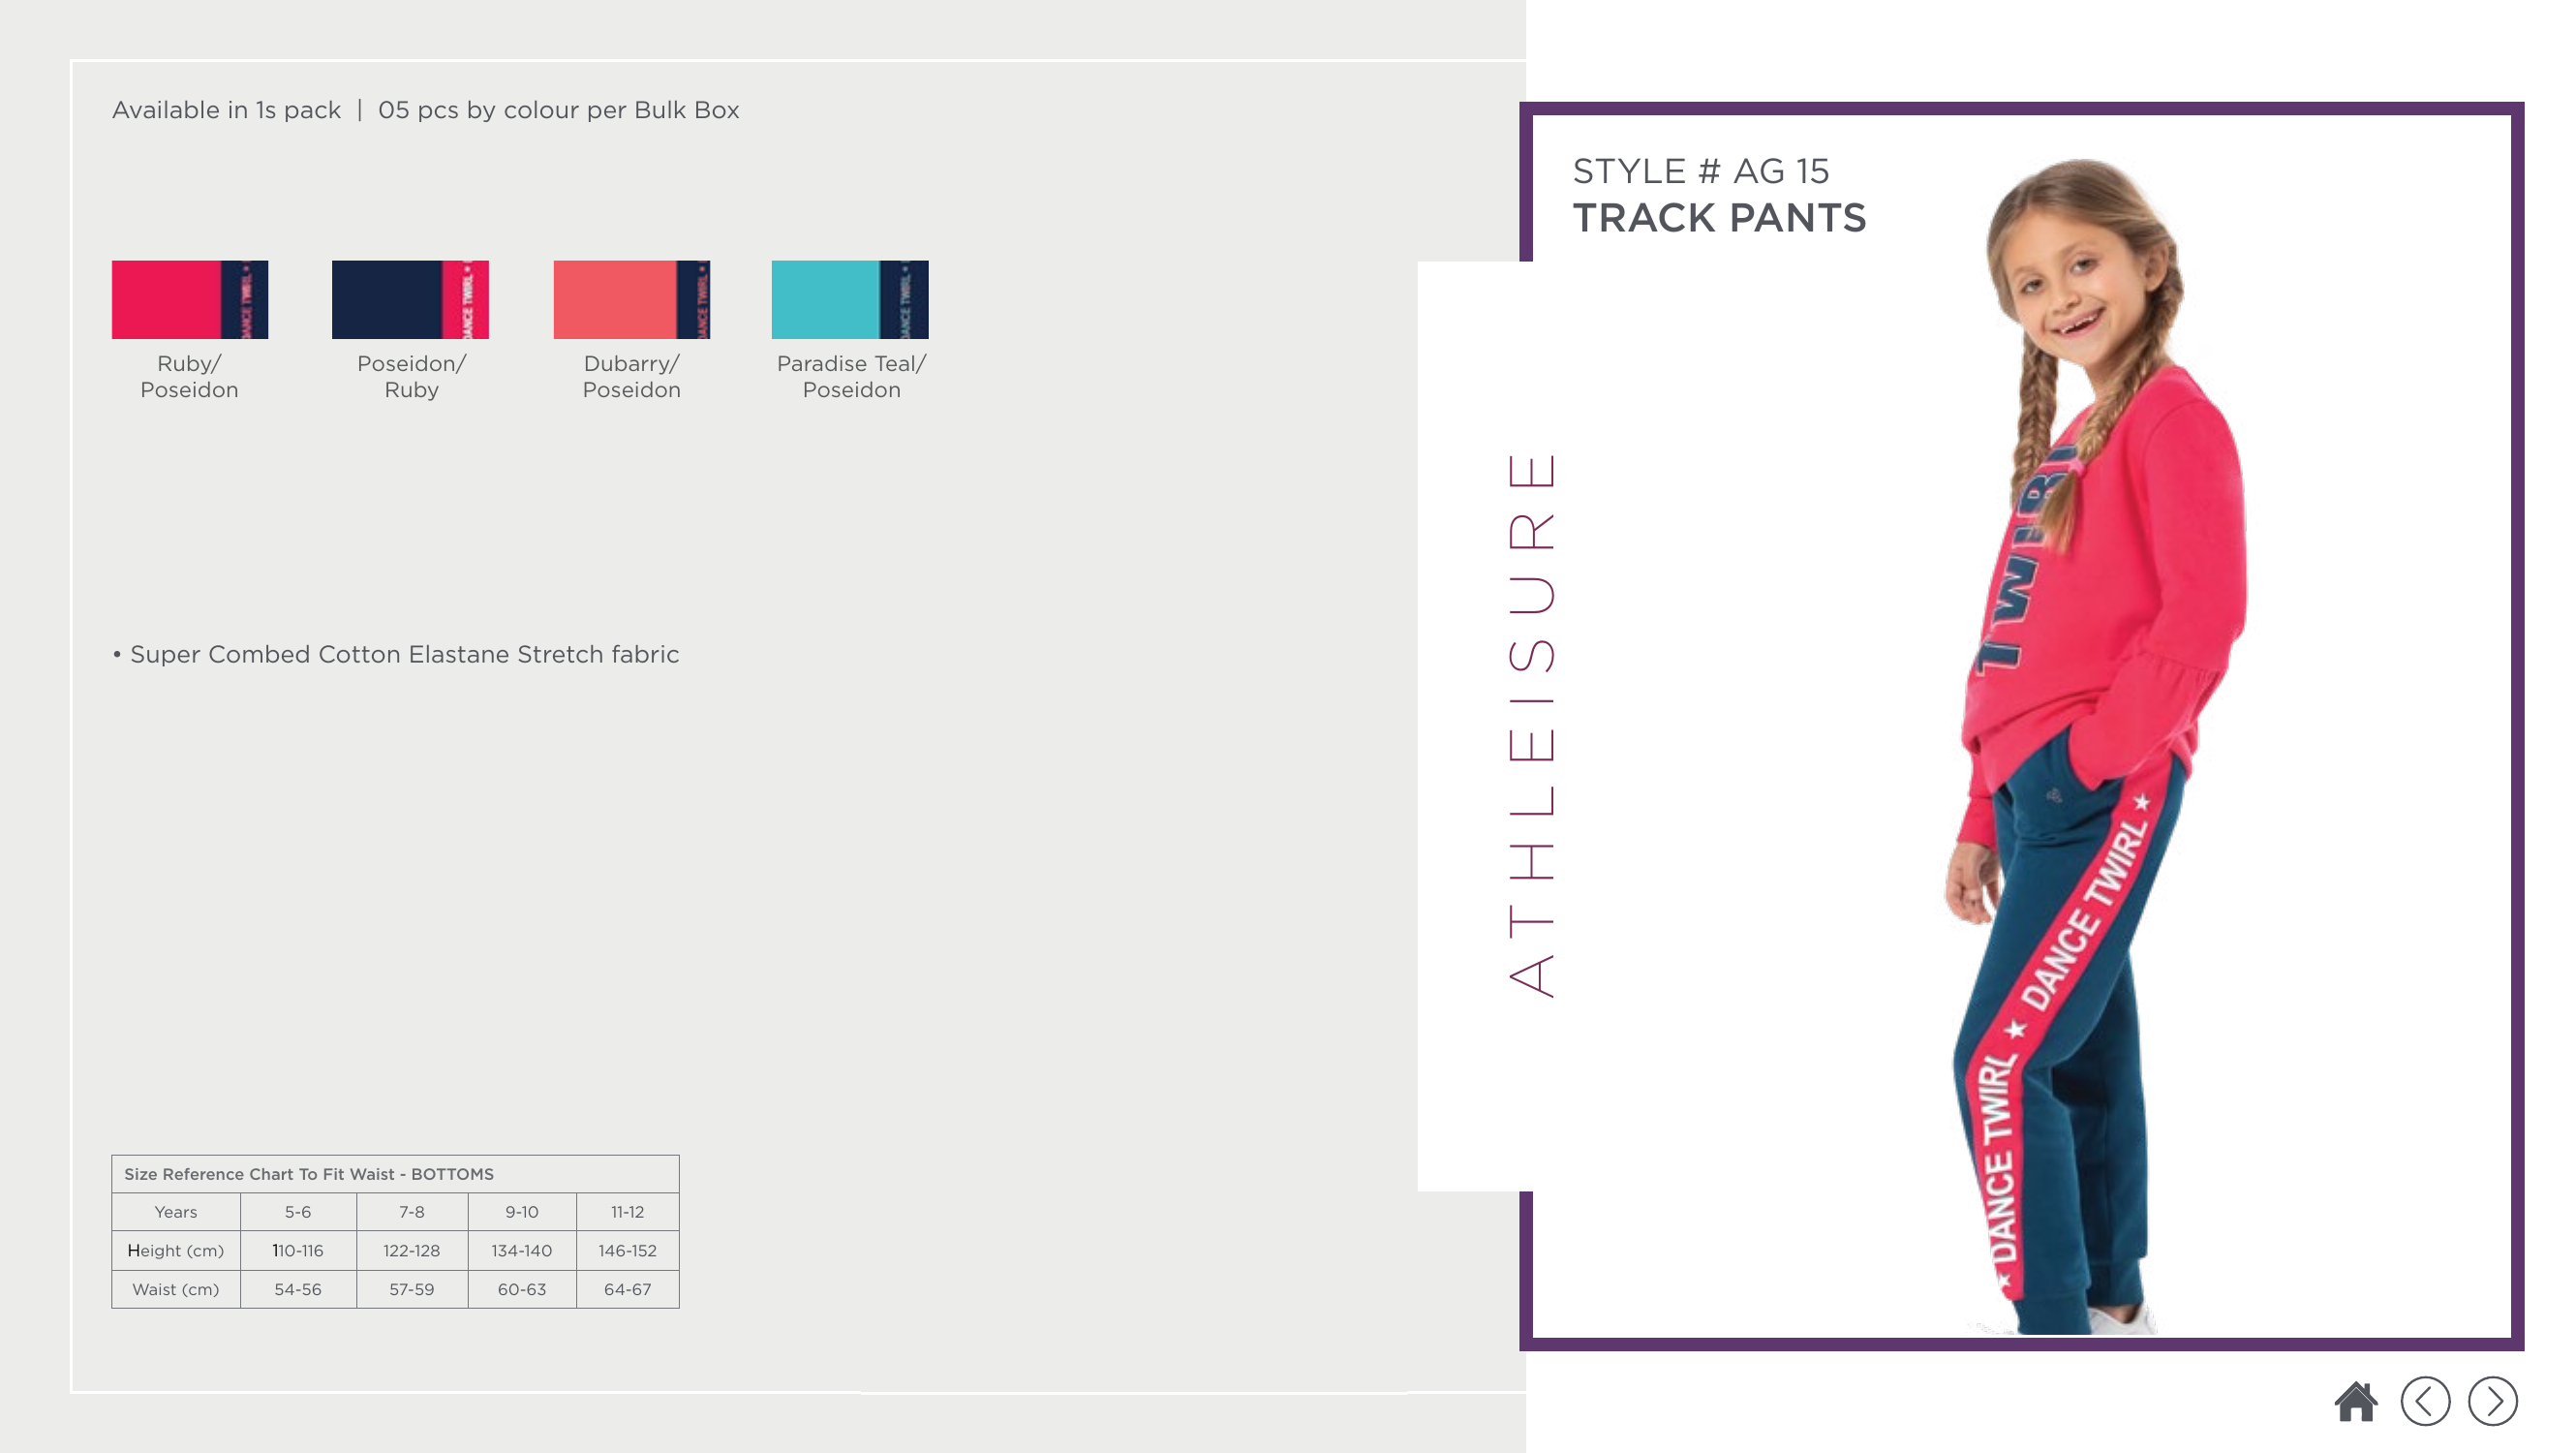 Available in 1s pack | 05 pcs by colour per Bulk Box
DANCE TWIRL
DANCE TWIRL
DANCE TWIRL
DANCE TWIRL
Ruby/
Poseidon
Poseidon/
Ruby
Dubarry/
Poseidon
Paradise Teal/
Poseidon
• Super Combed Cotton Elastane Stretch fabric
Size Reference Chart To Fit Waist - BOTTOMS
Years 5-6 7-8 9-10 11-12
Height (cm) 110-116 122-128 134-140 146-152
Waist (cm) 54-56 57-59 60-63 64-67
ATHLEISURE
STYLE # AG 15
TRACK PANTS
TWIRL
★ DANCE TWIRL ★ DANCE TWIRL ★